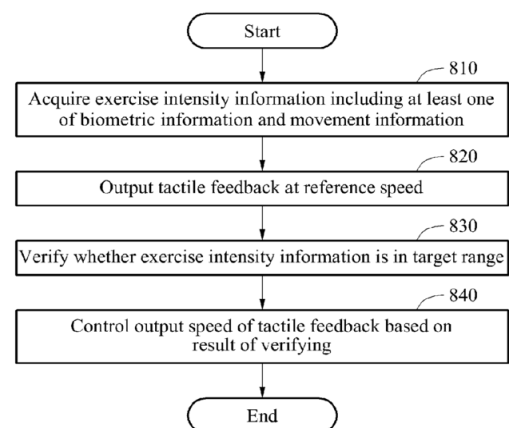 Start
810
Acquire exercise intensity information including at least one
of biometric information and movement information
820
Output tactile feedback at reference speed
830
Verify whether exercise intensity information is in target range
840
Control output speed of tactile feedback based on
result of verifying
End